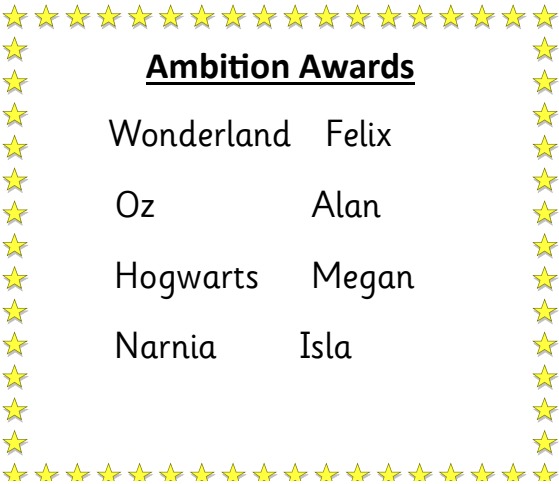 Ambition Awards
Wonderland Felix
Oz Alan
Hogwarts Megan
Narnia Isla